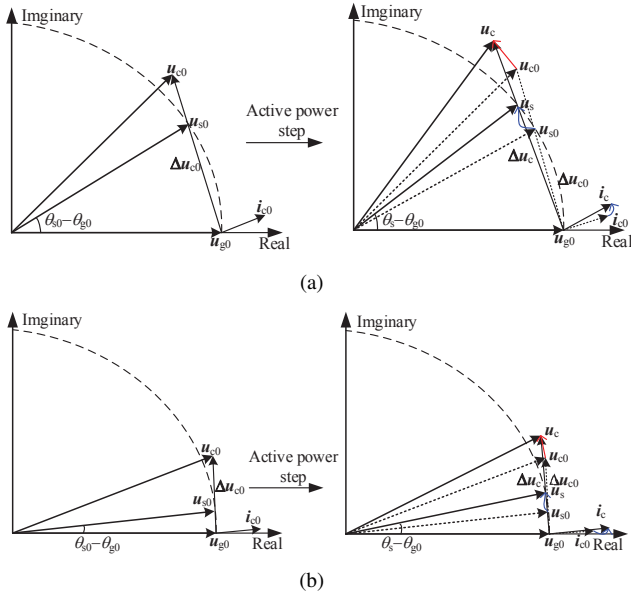 Imginary
u_c0
u_s0
Δu_c0
θ_s0−θ_g0
i_c0
u_g0
Real
Active power
step
Imginary
u_c
u_c0
u_s
u_s0
Δu_c
Δu_c0
i_c
i_c0
θ_s−θ_g0
u_g0
Real
(a)
Imginary
u_c0
Δu_c0
u_s0
i_c0
θ_s0−θ_g0
u_g0
Real
Active power
step
Imginary
u_c
u_c0
Δu_c
Δu_c0
u_s
u_s0
i_c
θ_s−θ_g0
u_g0
i_c0
Real
(b)